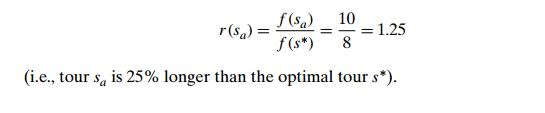 r(sₐ) = f(sₐ) / f(s*) = 10 / 8 = 1.25
(i.e., tour sₐ is 25% longer than the optimal tour s*).